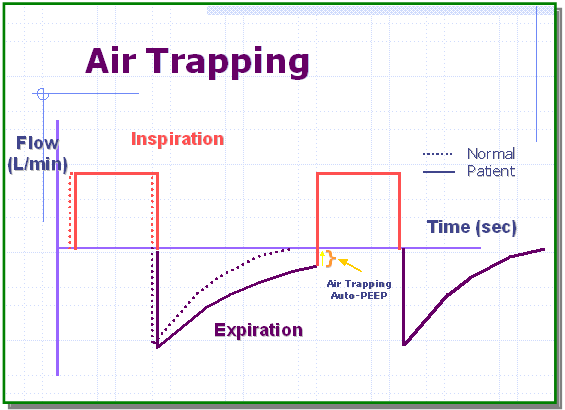 Air Trapping
Inspiration
Flow
(L/min)
Normal
Patient
Time (sec)
Air Trapping
Auto-PEEP
Expiration